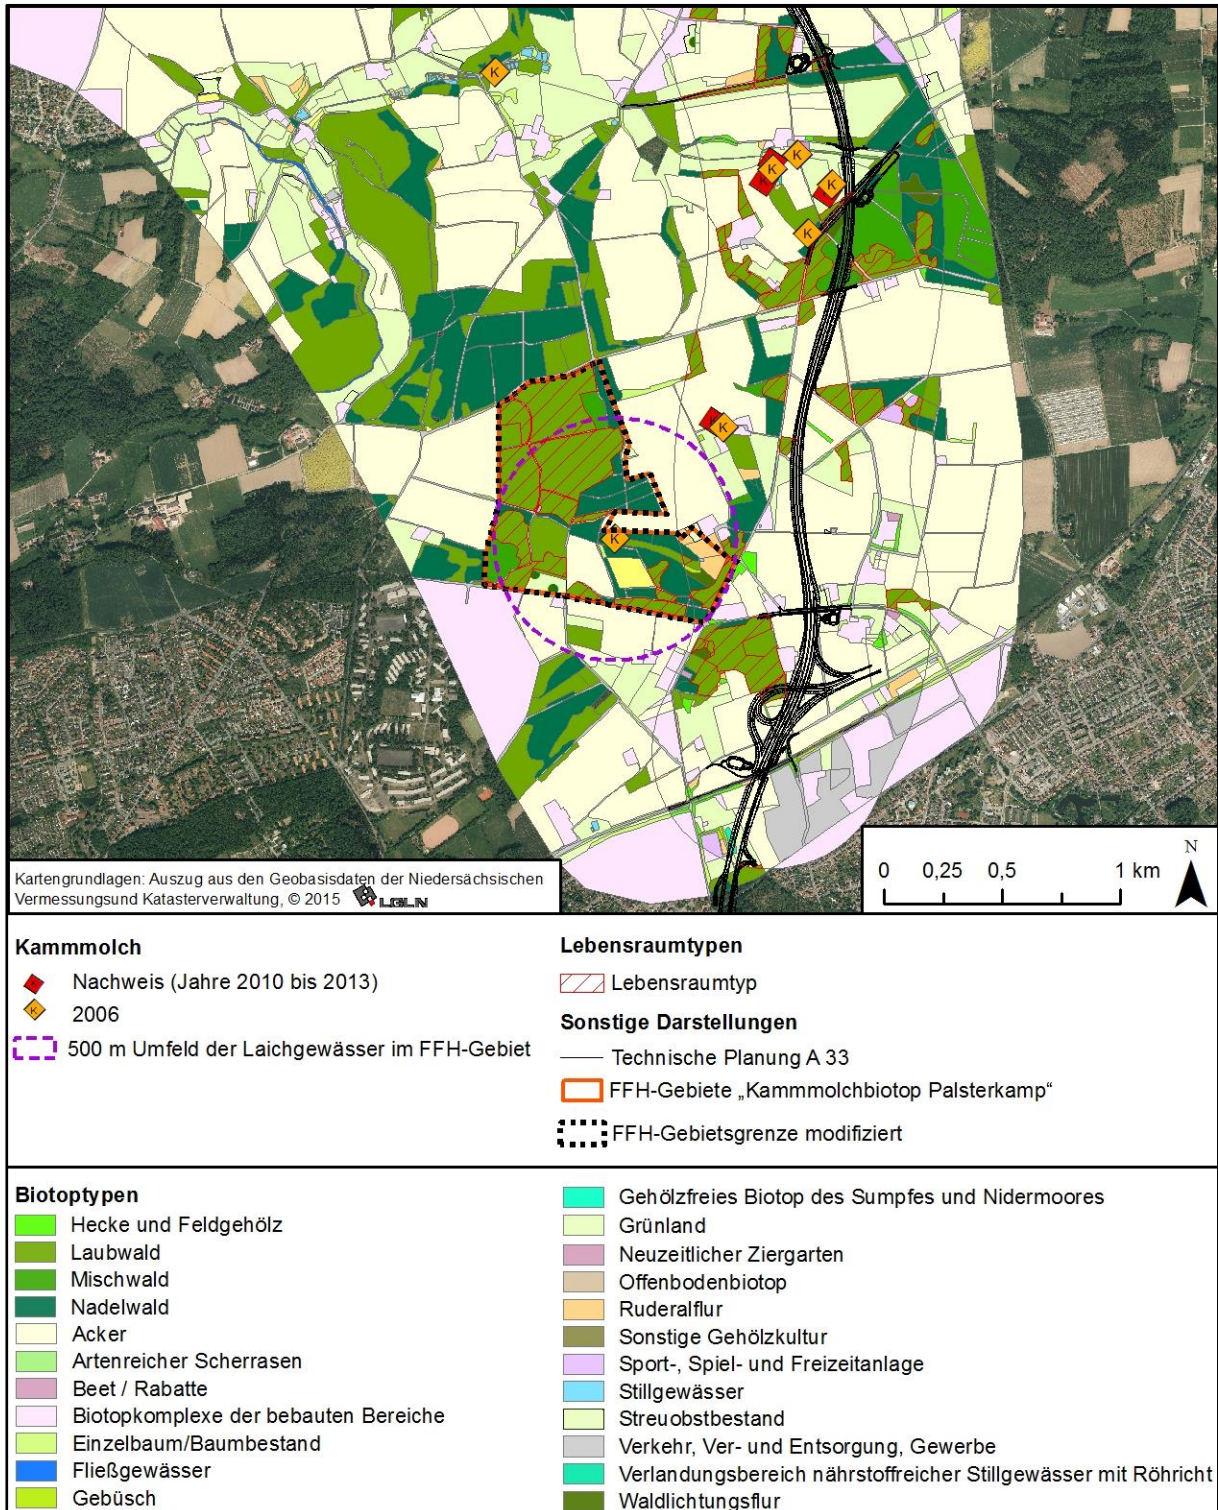 K
K
K
K
K
K
K
K
Kartengrundlagen: Auszug aus den Geobasisdaten der Niedersächsischen
Vermessungsund Katasterverwaltung, © 2015 LGLN
0 0,25 0,5 1 km
N
Kammmolch
K Nachweis (Jahre 2010 bis 2013)
K 2006
500 m Umfeld der Laichgewässer im FFH-Gebiet
Lebensraumtypen
Lebensraumtyp
Sonstige Darstellungen
Technische Planung A 33
FFH-Gebiete „Kammmolchbiotop Palsterkamp“
FFH-Gebietsgrenze modifiziert
Biotoptypen
Hecke und Feldgehölz
Laubwald
Mischwald
Nadelwald
Acker
Artenreicher Scherrasen
Beet / Rabatte
Biotopkomplexe der bebauten Bereiche
Einzelbaum/Baumbestand
Fließgewässer
Gebüsch
Gehölzfreies Biotop des Sumpfes und Nidermoores
Grünland
Neuzeitlicher Ziergarten
Offenbodenbiotop
Ruderalflur
Sonstige Gehölzkultur
Sport-, Spiel- und Freizeitanlage
Stillgewässer
Streuobstbestand
Verkehr, Ver- und Entsorgung, Gewerbe
Verlandungsbereich nährstoffreicher Stillgewässer mit Röhricht
Waldlichtungsflur